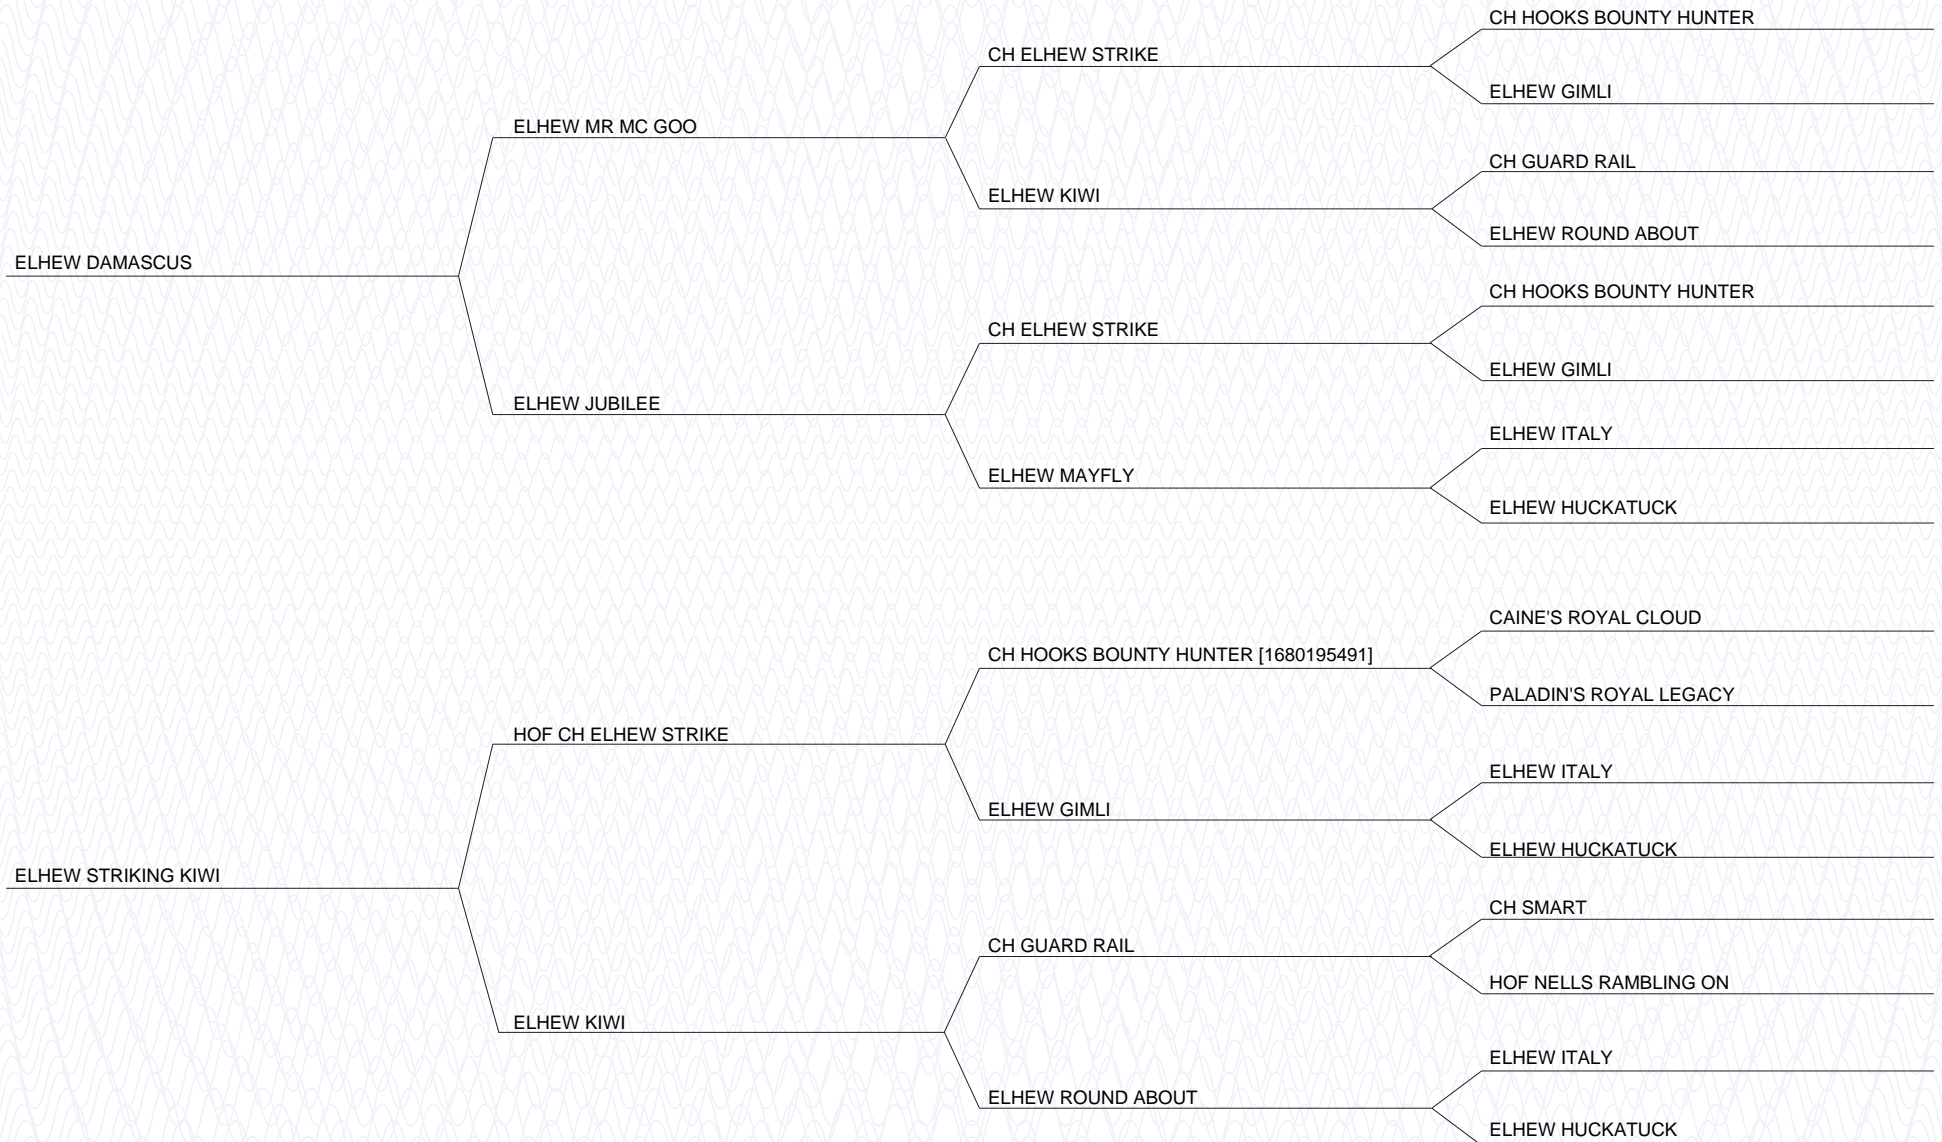 CH HOOKS BOUNTY HUNTER
CH ELHEW STRIKE
ELHEW GIMLI
ELHEW MR MC GOO
CH GUARD RAIL
ELHEW KIWI
ELHEW ROUND ABOUT
ELHEW DAMASCUS
CH HOOKS BOUNTY HUNTER
CH ELHEW STRIKE
ELHEW GIMLI
ELHEW JUBILEE
ELHEW ITALY
ELHEW MAYFLY
ELHEW HUCKATUCK
CAINE'S ROYAL CLOUD
CH HOOKS BOUNTY HUNTER [1680195491]
PALADIN'S ROYAL LEGACY
HOF CH ELHEW STRIKE
ELHEW ITALY
ELHEW GIMLI
ELHEW HUCKATUCK
ELHEW STRIKING KIWI
CH SMART
CH GUARD RAIL
HOF NELLS RAMBLING ON
ELHEW KIWI
ELHEW ITALY
ELHEW ROUND ABOUT
ELHEW HUCKATUCK